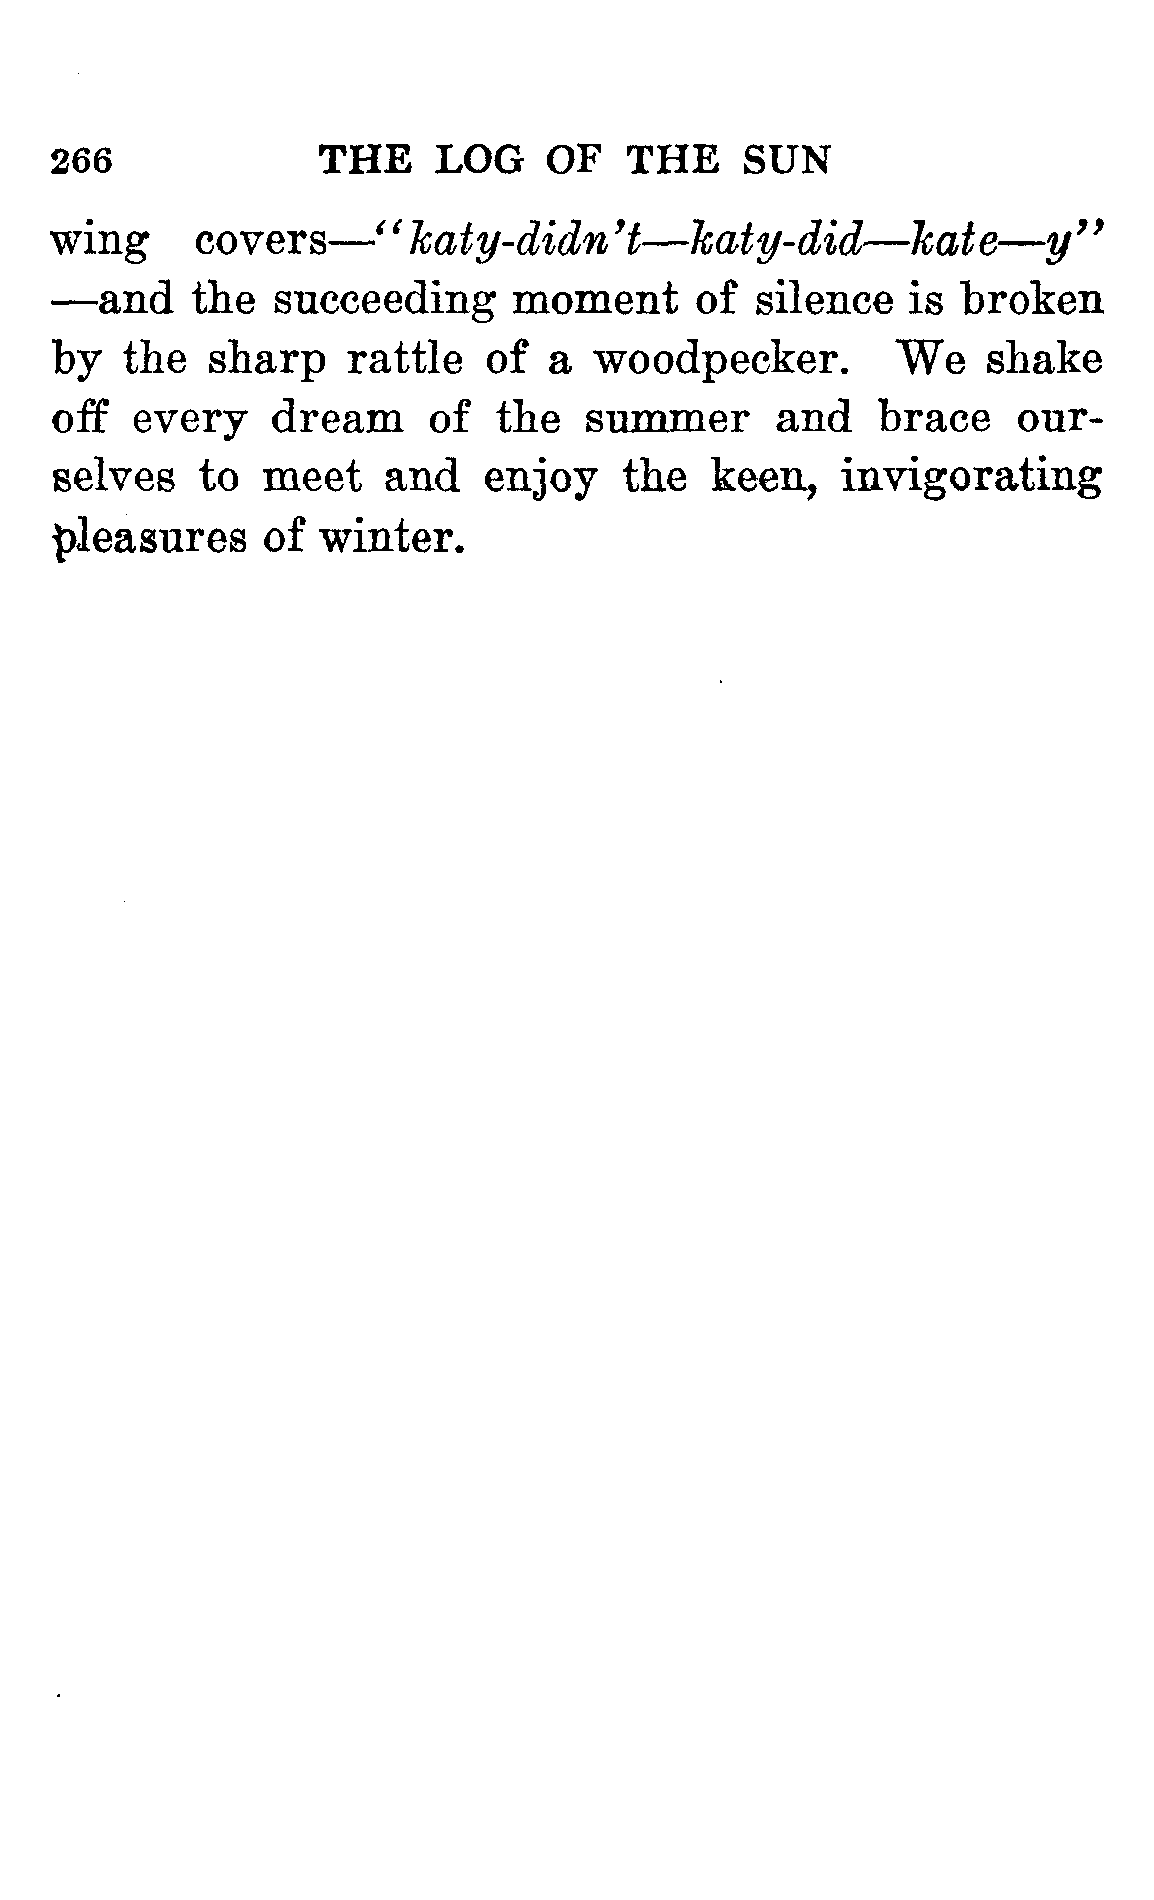 266 THE LOG OF THE SUN
wing covers—“katy-didn’t—katy-did—kate—y”
—and the succeeding moment of silence is broken
by the sharp rattle of a woodpecker. We shake
off every dream of the summer and brace our-
selves to meet and enjoy the keen, invigorating
pleasures of winter.